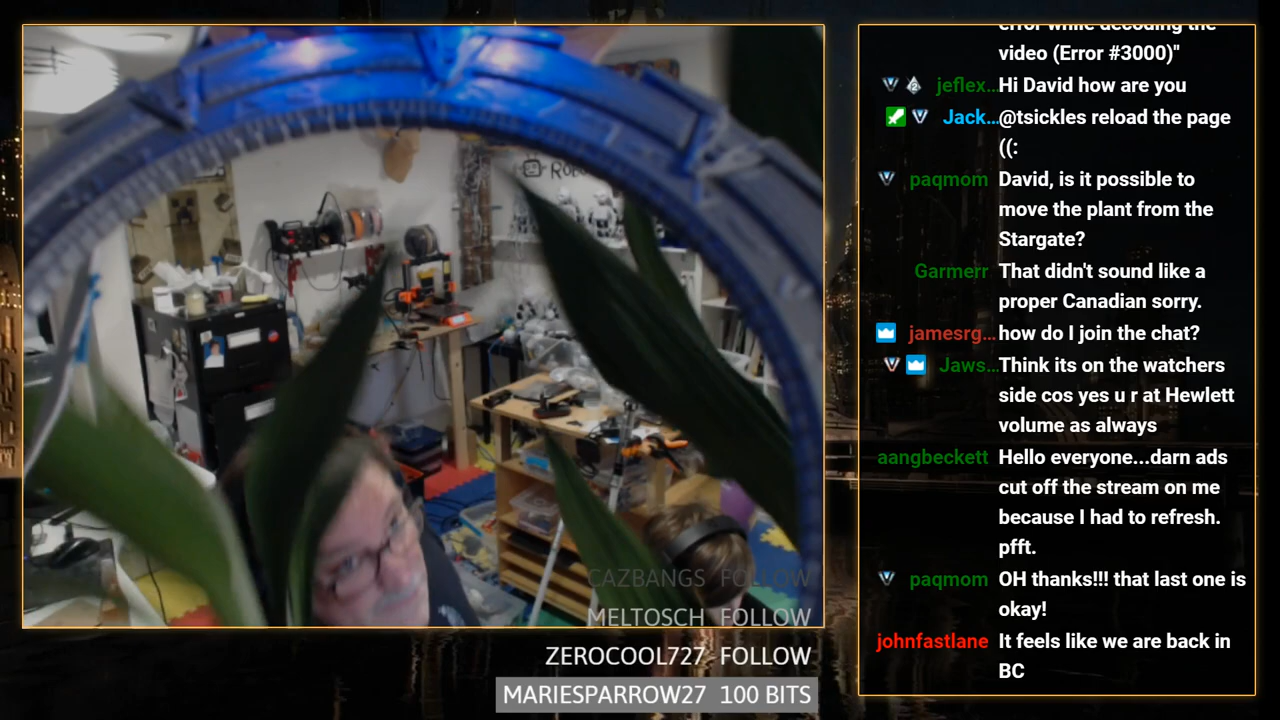 ROBO
CAZBANGS FOLLOW
MELTOSCH FOLLOW
ZEROCOOL727 FOLLOW
MARIESPARROW27 100 BITS
error while decoding the
video (Error #3000)"
jeflex... Hi David how are you
Jack... @tsickles reload the page
((:
paqmom David, is it possible to
move the plant from the
Stargate?
Garmerr That didn't sound like a
proper Canadian sorry.
jamesrg... how do I join the chat?
Jaws... Think its on the watchers
side cos yes u r at Hewlett
volume as always
aangbeckett Hello everyone...darn ads
cut off the stream on me
because I had to refresh.
pfft.
paqmom OH thanks!!! that last one is
okay!
johnfastlane It feels like we are back in
BC